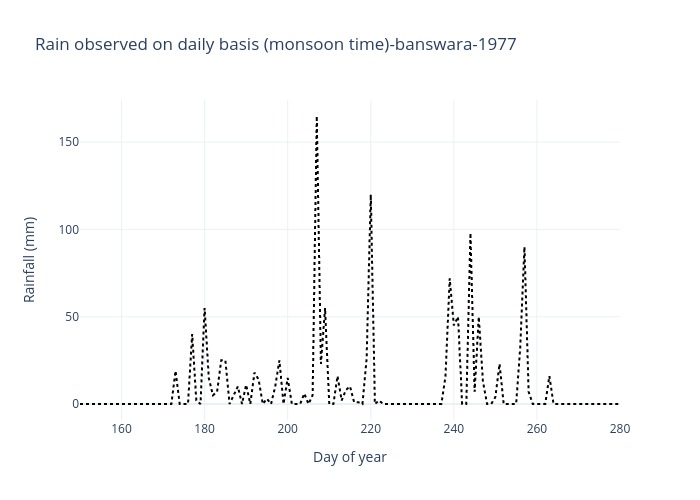 Rain observed on daily basis (monsoon time)-banswara-1977
150
100
50
0
Rainfall (mm)
160 180 200 220 240 260 280
Day of year